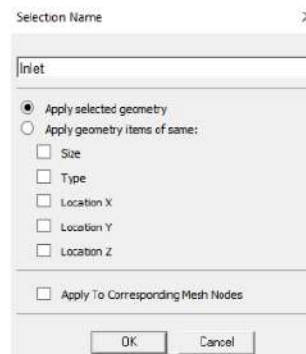 Selection Name
Inlet
Apply selected geometry
Apply geometry items of same:
Size
Type
Location X
Location Y
Location Z
Apply To Corresponding Mesh Nodes
OK
Cancel